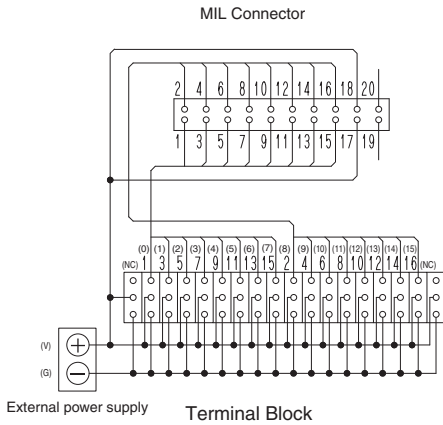 MIL Connector
2 4 6 8 10 12 14 16 18 20
1 3 5 7 9 11 13 15 17 19
(0) (1) (2) (3) (4) (5) (6) (7) (8) (9) (10) (11) (12) (13) (14) (15)
(NC) 1 3 5 7 9 11 13 15 2 4 6 8 10 12 14 16 (NC)
(V) +
(G) −
External power supply
Terminal Block